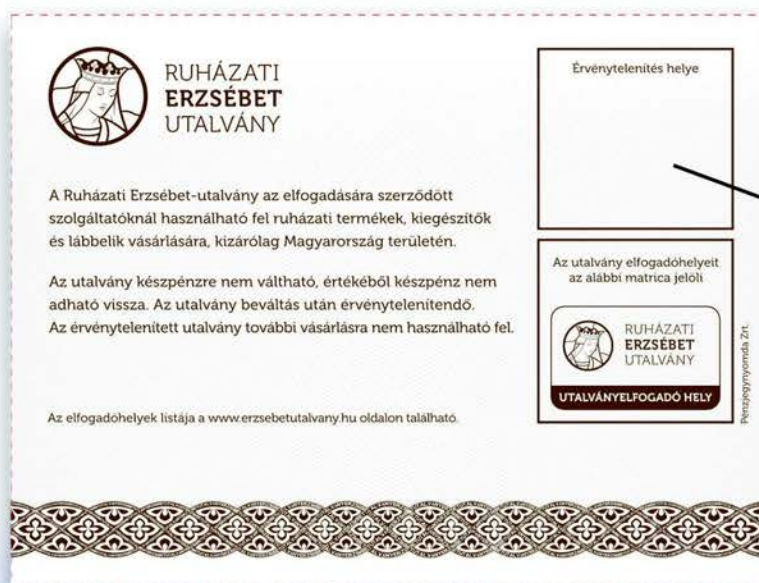 RUHÁZATI
ERZSÉBET
UTALVÁNY
A Ruházati Erzsébet-utalvány az elfogadására szerződött
szolgáltatóknál használható fel ruházati termékek, kiegészítők
és lábbelik vásárlására, kizárólag Magyarország területén.
Az utalvány készpénzre nem váltható, értékéből készpénz nem
adható vissza. Az utalvány beváltás után érvénytelenítendő.
Az érvénytelenített utalvány további vásárlásra nem használható fel.
Az elfogadóhelyek listája a www.erzsebetutalvany.hu oldalon található.
Érvénytelenítés helye
Az utalvány elfogadóhelyeit
az alábbi matrica jelöli
RUHÁZATI
ERZSÉBET
UTALVÁNY
UTALVÁNYELFOGADÓ HELY
Pénzjegynyomda Zrt.